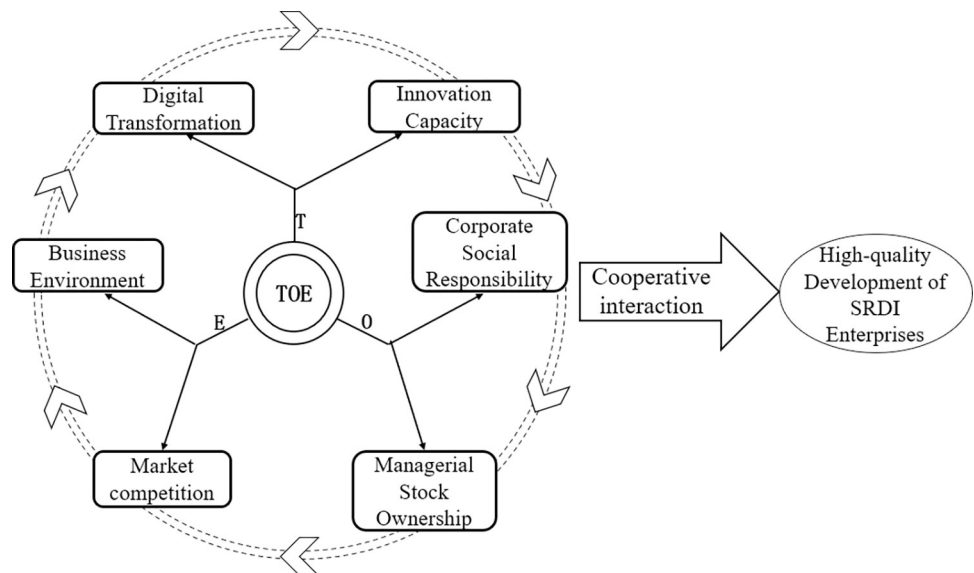 Digital
Transformation
Innovation
Capacity
T
Corporate
Social
Responsibility
Business
Environment
TOE
E
O
Market
competition
Managerial
Stock
Ownership
Cooperative
interaction
High-quality
Development of
SRDI
Enterprises